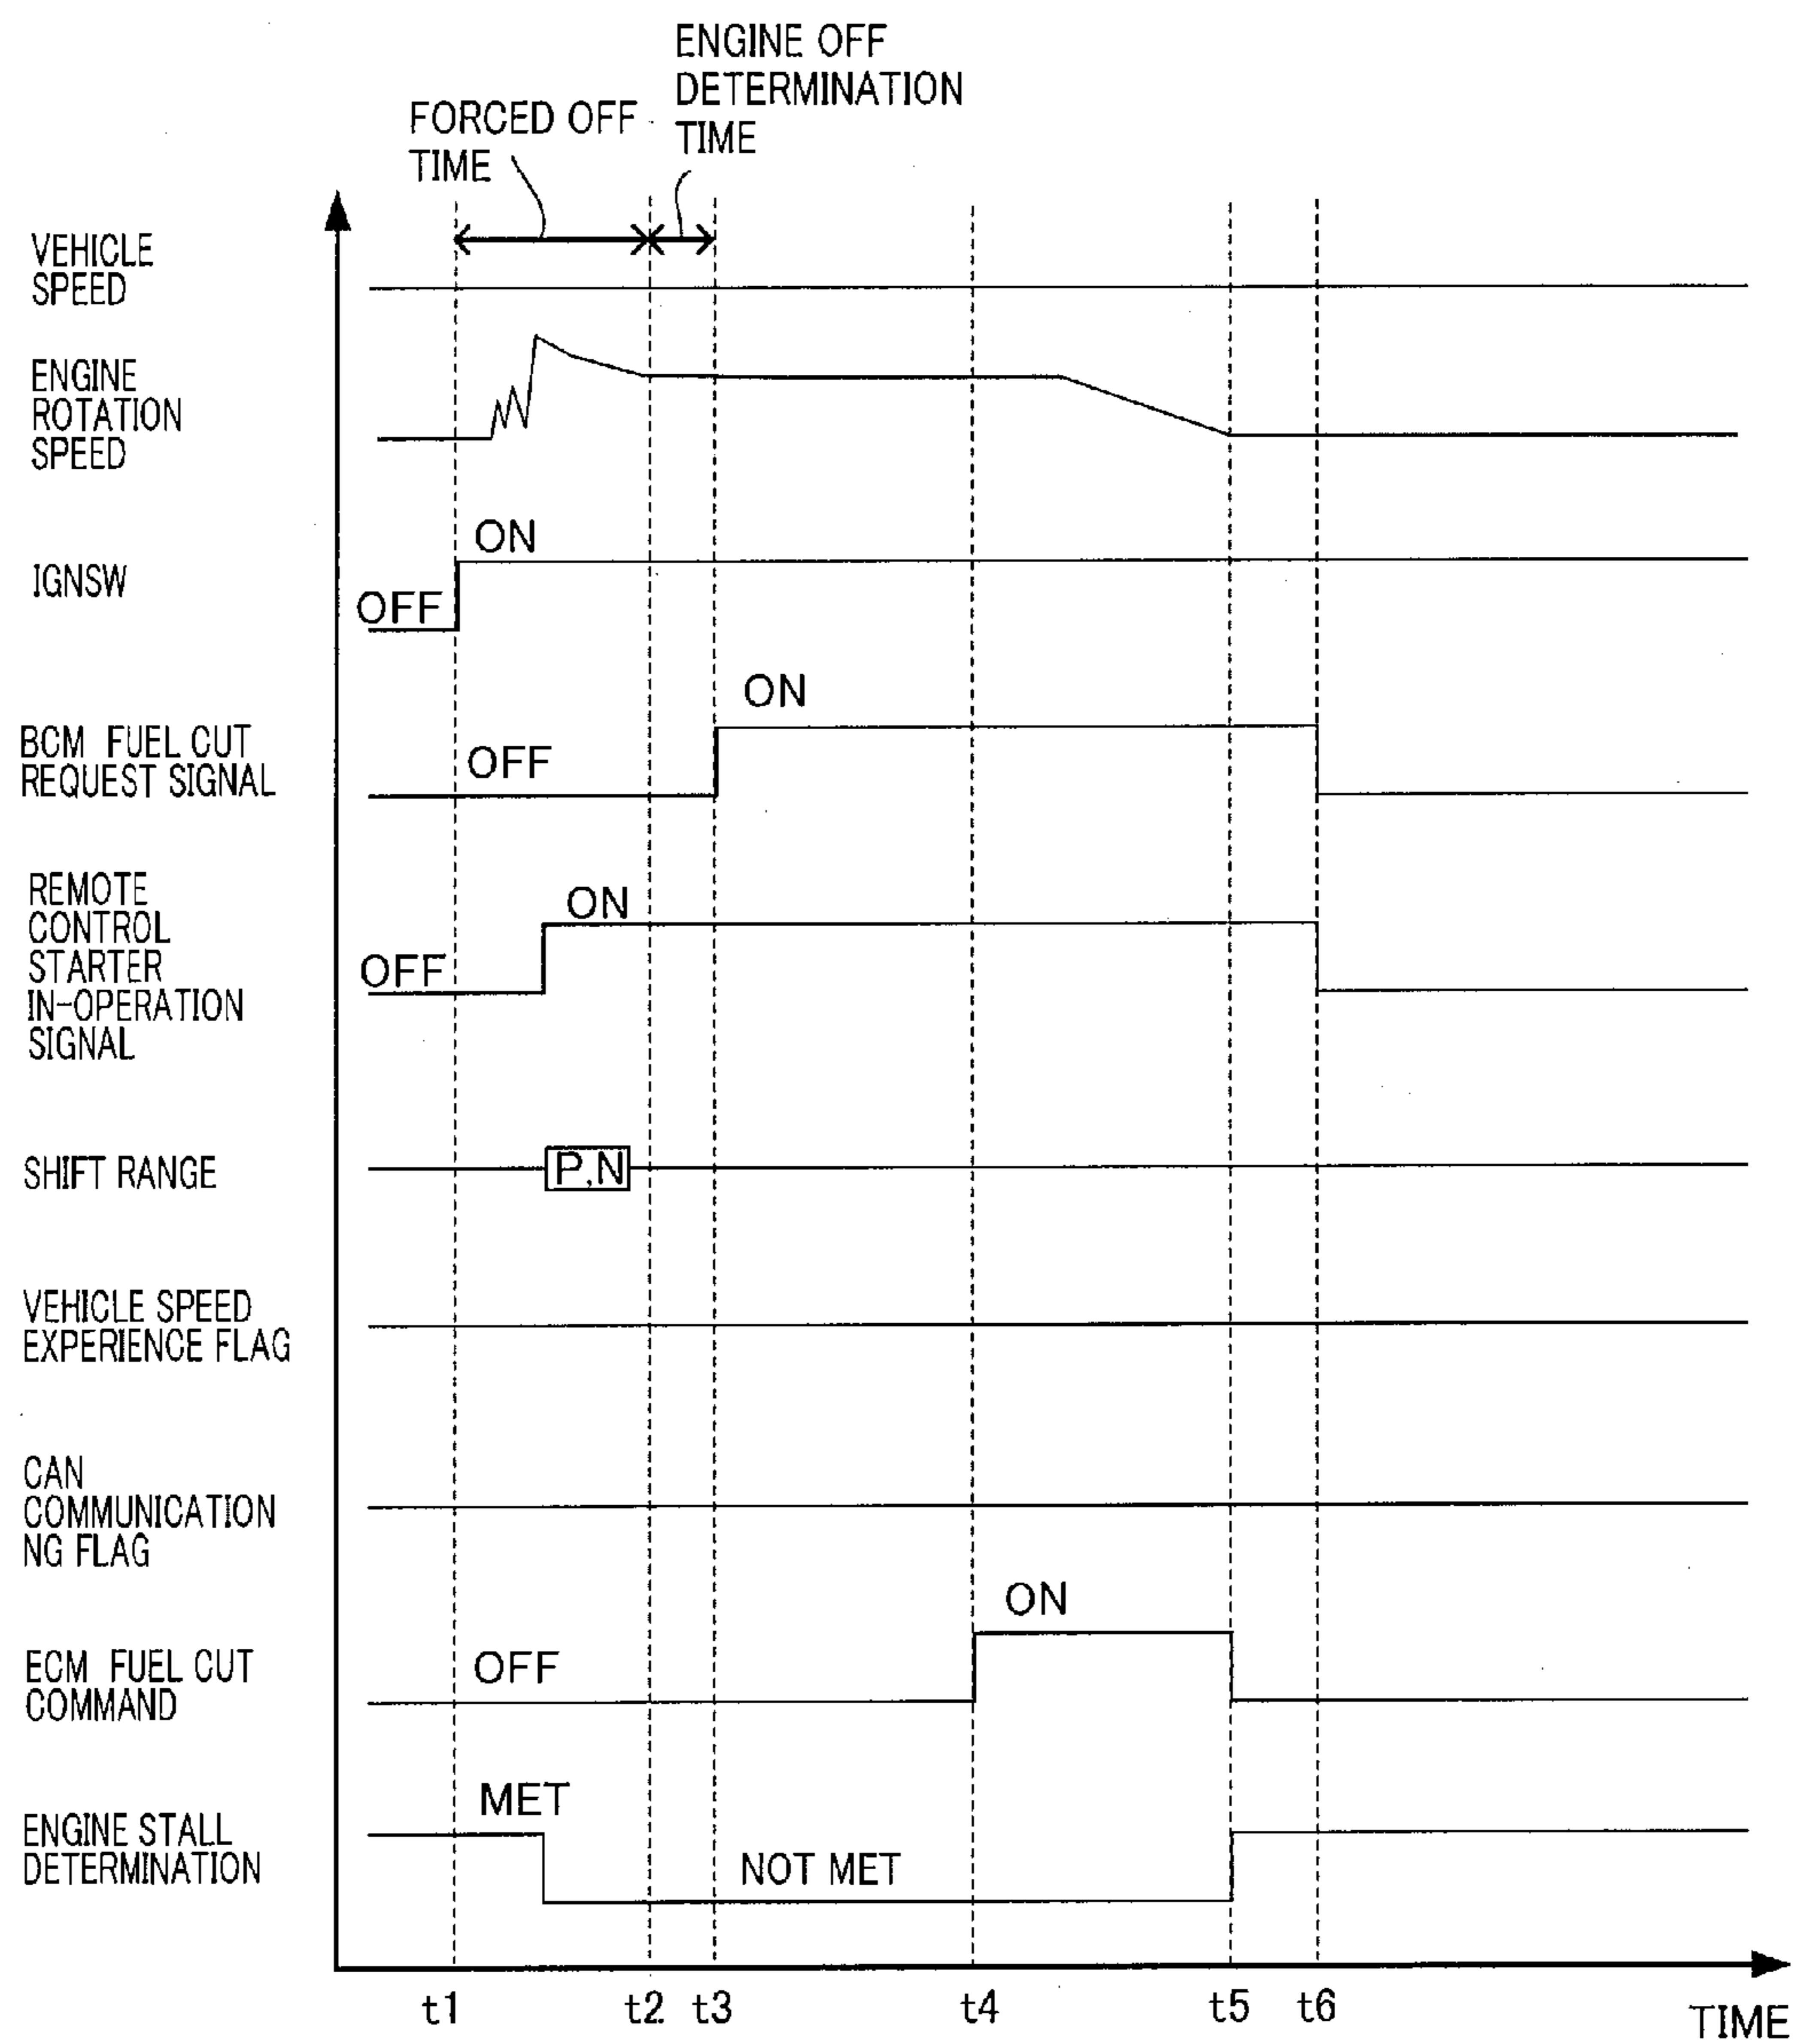 ENGINE OFF
DETERMINATION
TIME
FORCED OFF
TIME
VEHICLE
SPEED
ENGINE
ROTATION
SPEED
ON
IGNSW
OFF
ON
BCM FUEL CUT
REQUEST SIGNAL
OFF
REMOTE
CONTROL
STARTER
IN-OPERATION
SIGNAL
ON
OFF
SHIFT RANGE
P,N
VEHICLE SPEED
EXPERIENCE FLAG
CAN
COMMUNICATION
NG FLAG
ON
ECM FUEL CUT
COMMAND
OFF
MET
ENGINE STALL
DETERMINATION
NOT MET
t1 t2 t3 t4 t5 t6
TIME